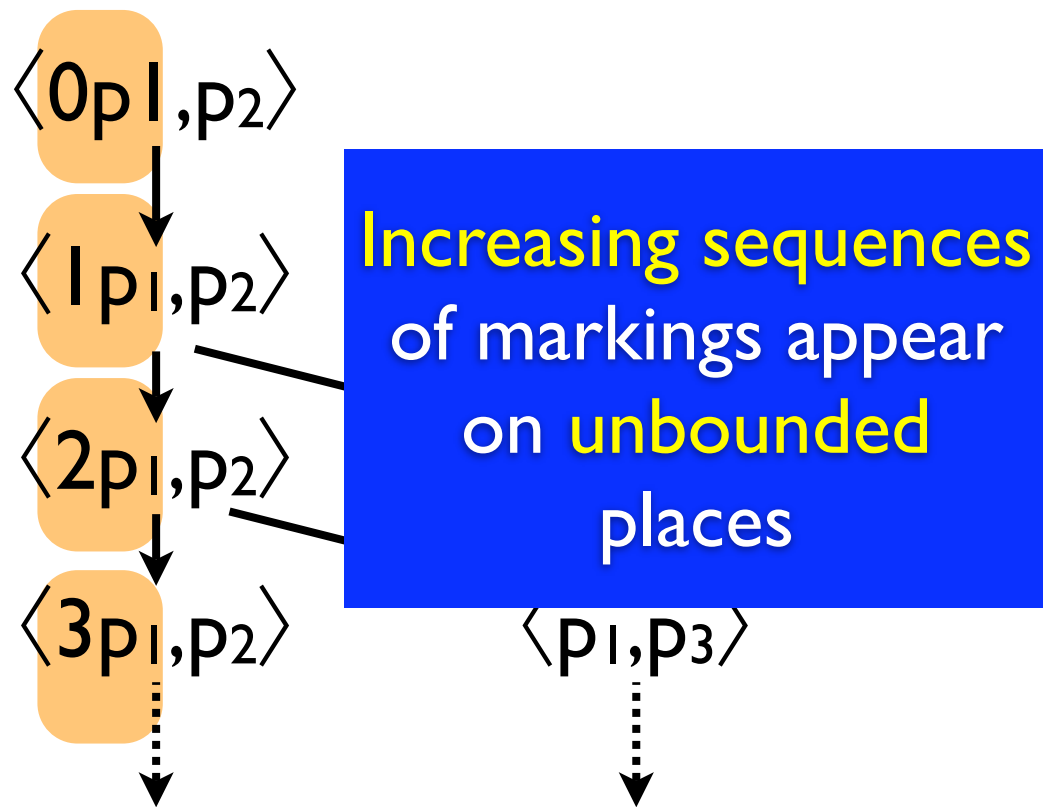 ⟨0p1,p2⟩
⟨1p1,p2⟩
⟨2p1,p2⟩
⟨3p1,p2⟩
Increasing sequences
of markings appear
on unbounded
places
⟨p1,p3⟩